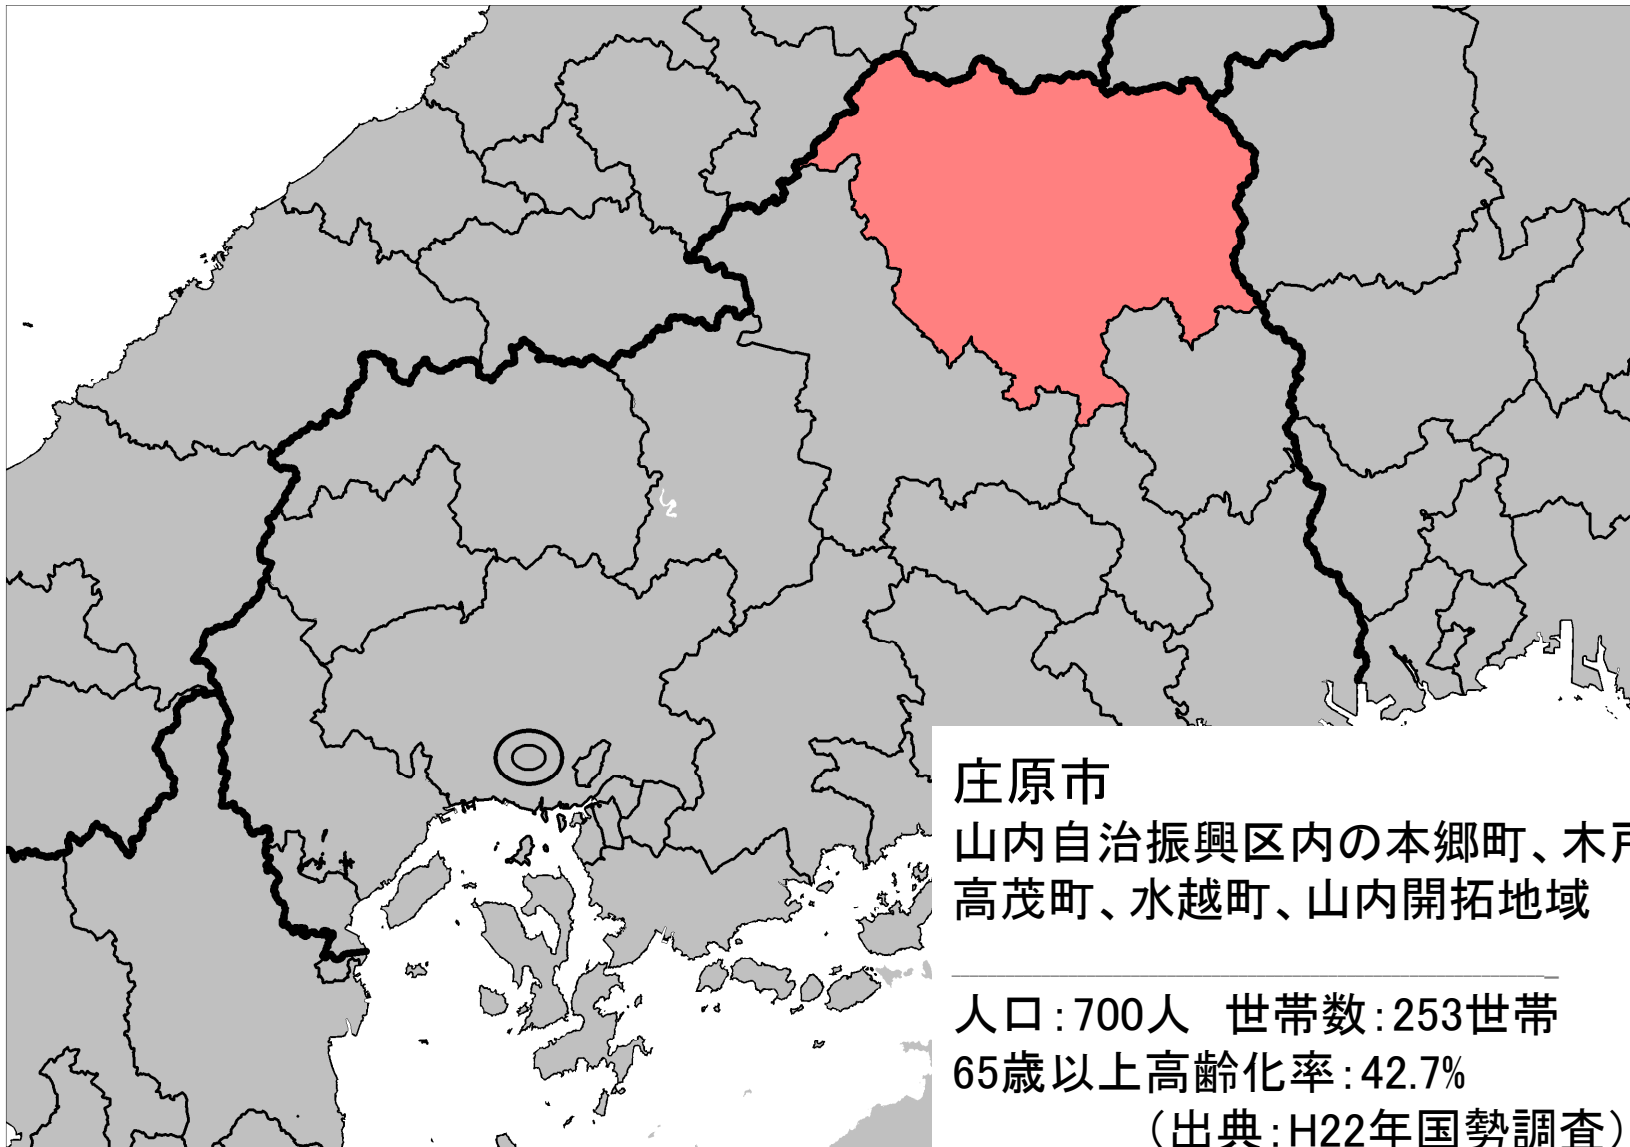 庄原市
山内自治振興区内の本郷町、木戸
高茂町、水越町、山内開拓地域
人口:700人 世帯数:253世帯
65歳以上高齢化率:42.7%
(出典:H22年国勢調査)